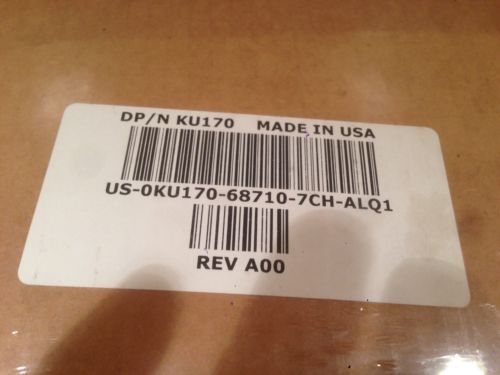 DP/N KU170 MADE IN USA
US-0KU170-68710-7CH-ALQ1
REV A00